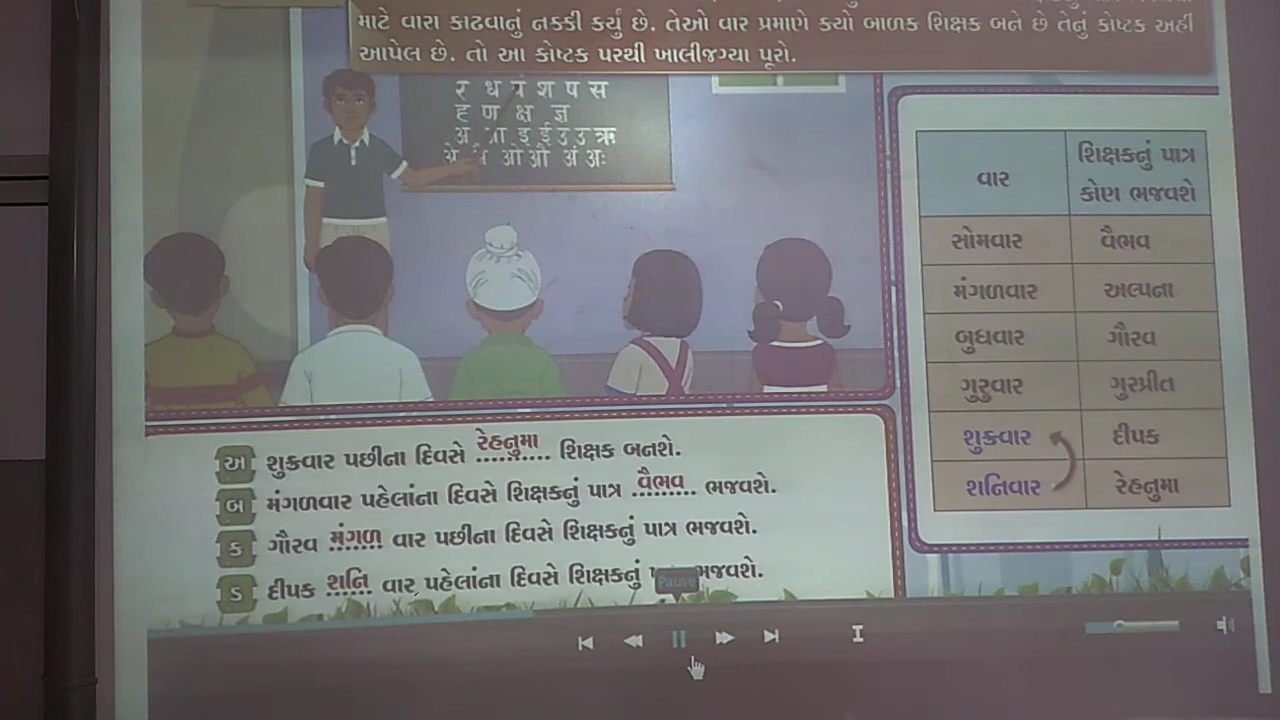 માટે વારા કાઢવાનું નક્કી કર્યું છે. તેઓ વાર પ્રમાણે કયો બાળક શિક્ષક બને છે તેનું કોષ્ટક અહીં
આપેલ છે. તો આ કોષ્ટક પરથી ખાલીજગ્યા પૂરો.
र ध श ष स
ह ण क्ष ज्ञ
अ इ ई उ उ ऋ
ओ औ अं अः
વાર
શિક્ષકનું પાત્ર
કોણ ભજવશે
સોમવાર વૈભવ
મંગળવાર અલ્પના
બુધવાર ગૌરવ
ગુરુવાર ગુરપ્રીત
શુક્રવાર દીપક
શનિવાર રેહનુમા
અ શુક્રવાર પછીના દિવસે રેહનુમા શિક્ષક બનશે.
બ મંગળવાર પહેલાંના દિવસે શિક્ષકનું પાત્ર વૈભવ ભજવશે.
ક ગૌરવ મંગળ વાર પછીના દિવસે શિક્ષકનું પાત્ર ભજવશે.
ડ દીપક શનિ વાર પહેલાંના દિવસે શિક્ષકનું ભજવશે.
Pause